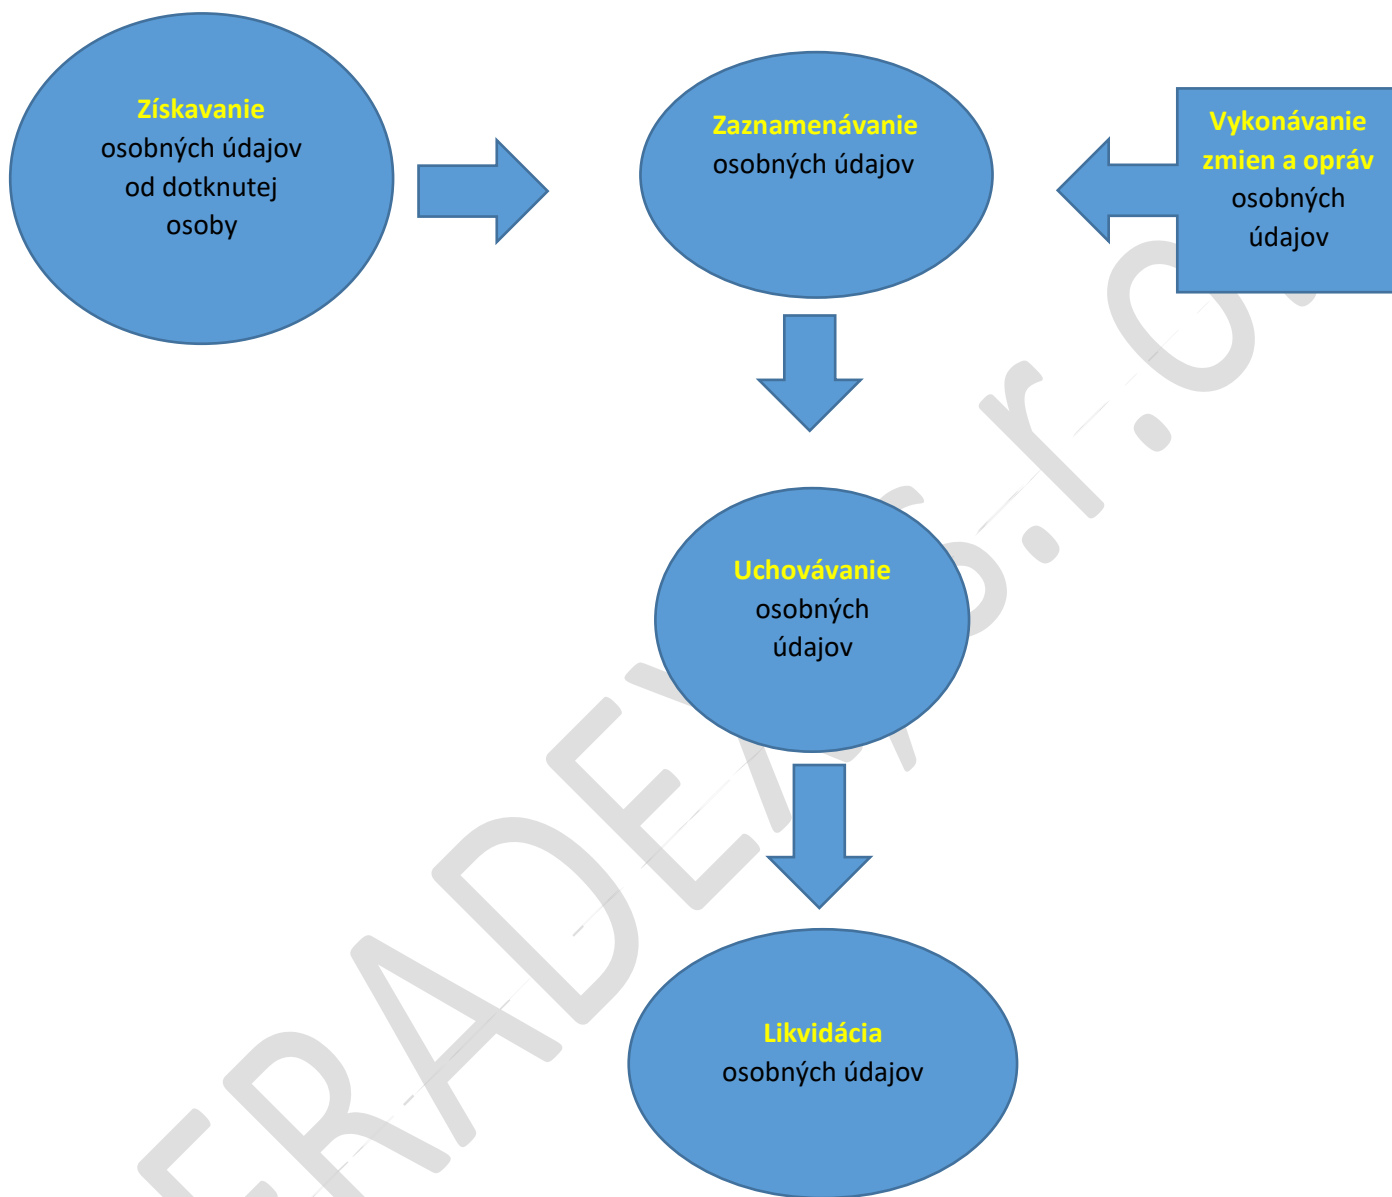 Získavanie
osobných údajov
od dotknutej
osoby
Zaznamenávanie
osobných údajov
Vykonávanie
zmien a opráv
osobných
údajov
Uchovávanie
osobných
údajov
Likvidácia
osobných údajov
ERADEX, s.r.o.